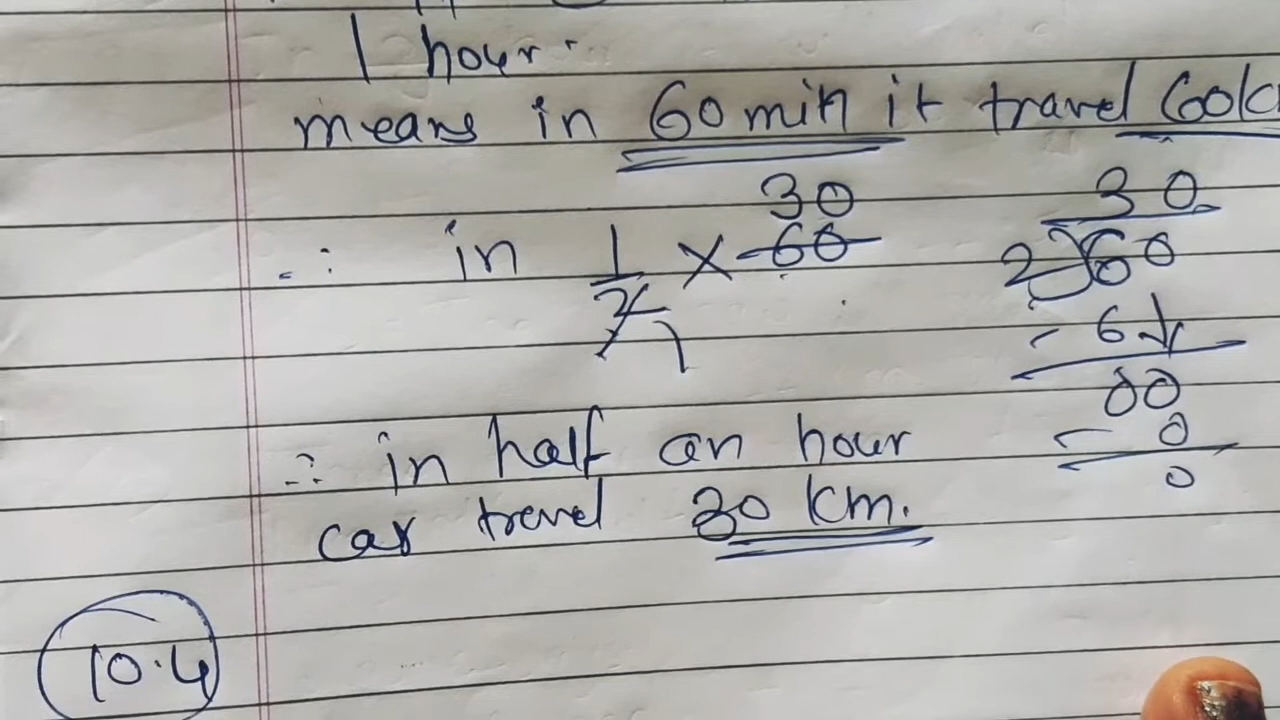 1 hour.
means in 60 min it travel 60k
30
∴ in 1/2 × 60
1
30
2)60
- 6↓
00
- 0
0
∴ in half an hour
car travel 30 km.
10.4